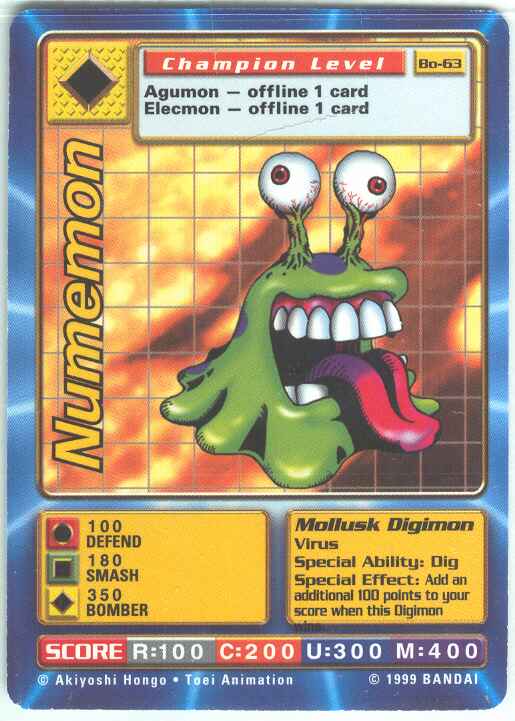 Champion Level
Bo-63
Agumon — offline 1 card
Elecmon — offline 1 card
Numemon
100
DEFEND
180
SMASH
350
BOMBER
Mollusk Digimon
Virus
Special Ability: Dig
Special Effect: Add an
additional 100 points to your
score when this Digimon
wins.
SCORE R:100 C:200 U:300 M:400
© Akiyoshi Hongo • Toei Animation © 1999 BANDAI